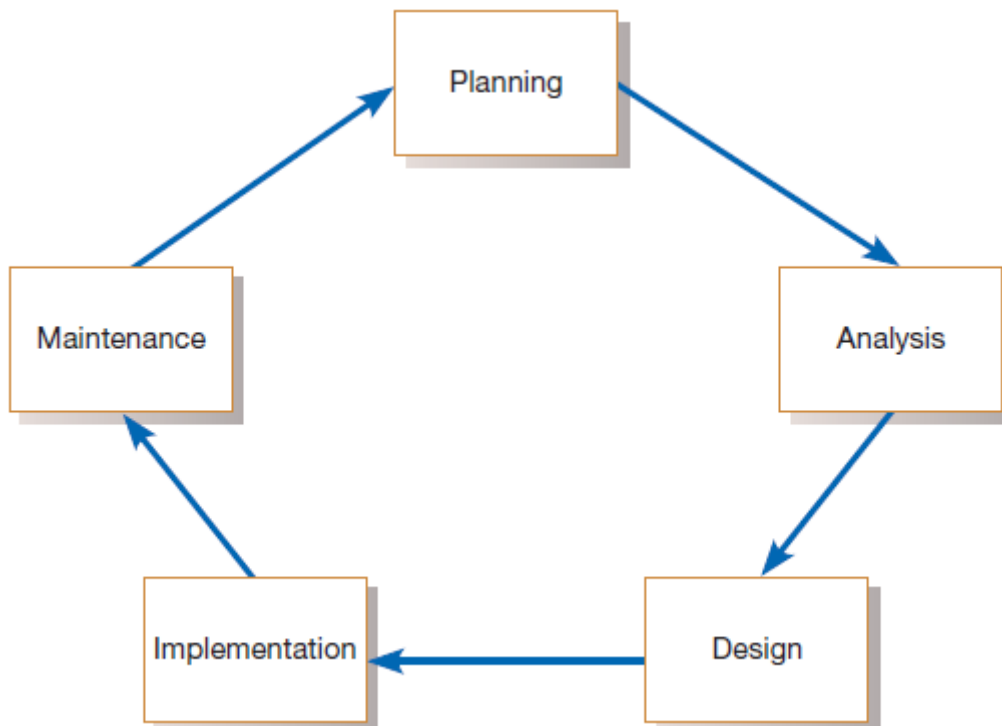 Planning
Analysis
Design
Implementation
Maintenance